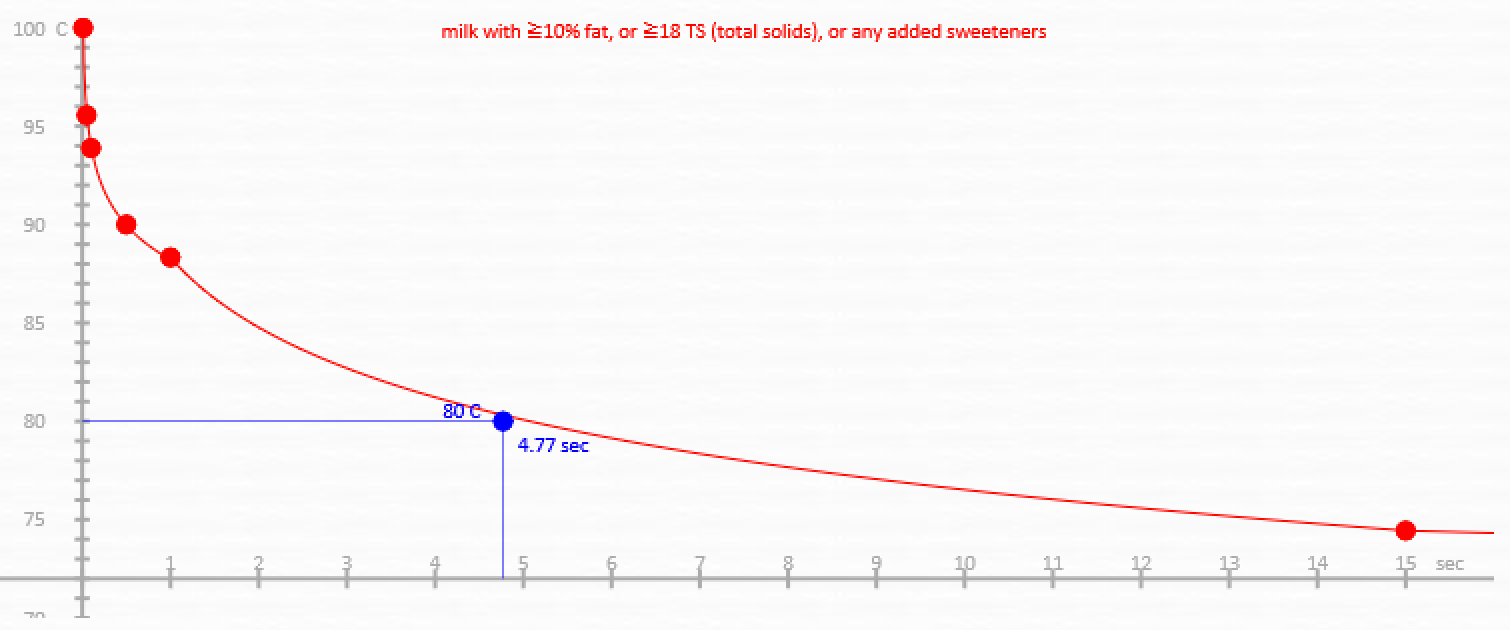 100 C
milk with ≧10% fat, or ≧18 TS (total solids), or any added sweeteners
95
90
85
80 C
80
4.77 sec
75
1 2 3 4 5 6 7 8 9 10 11 12 13 14 15 sec